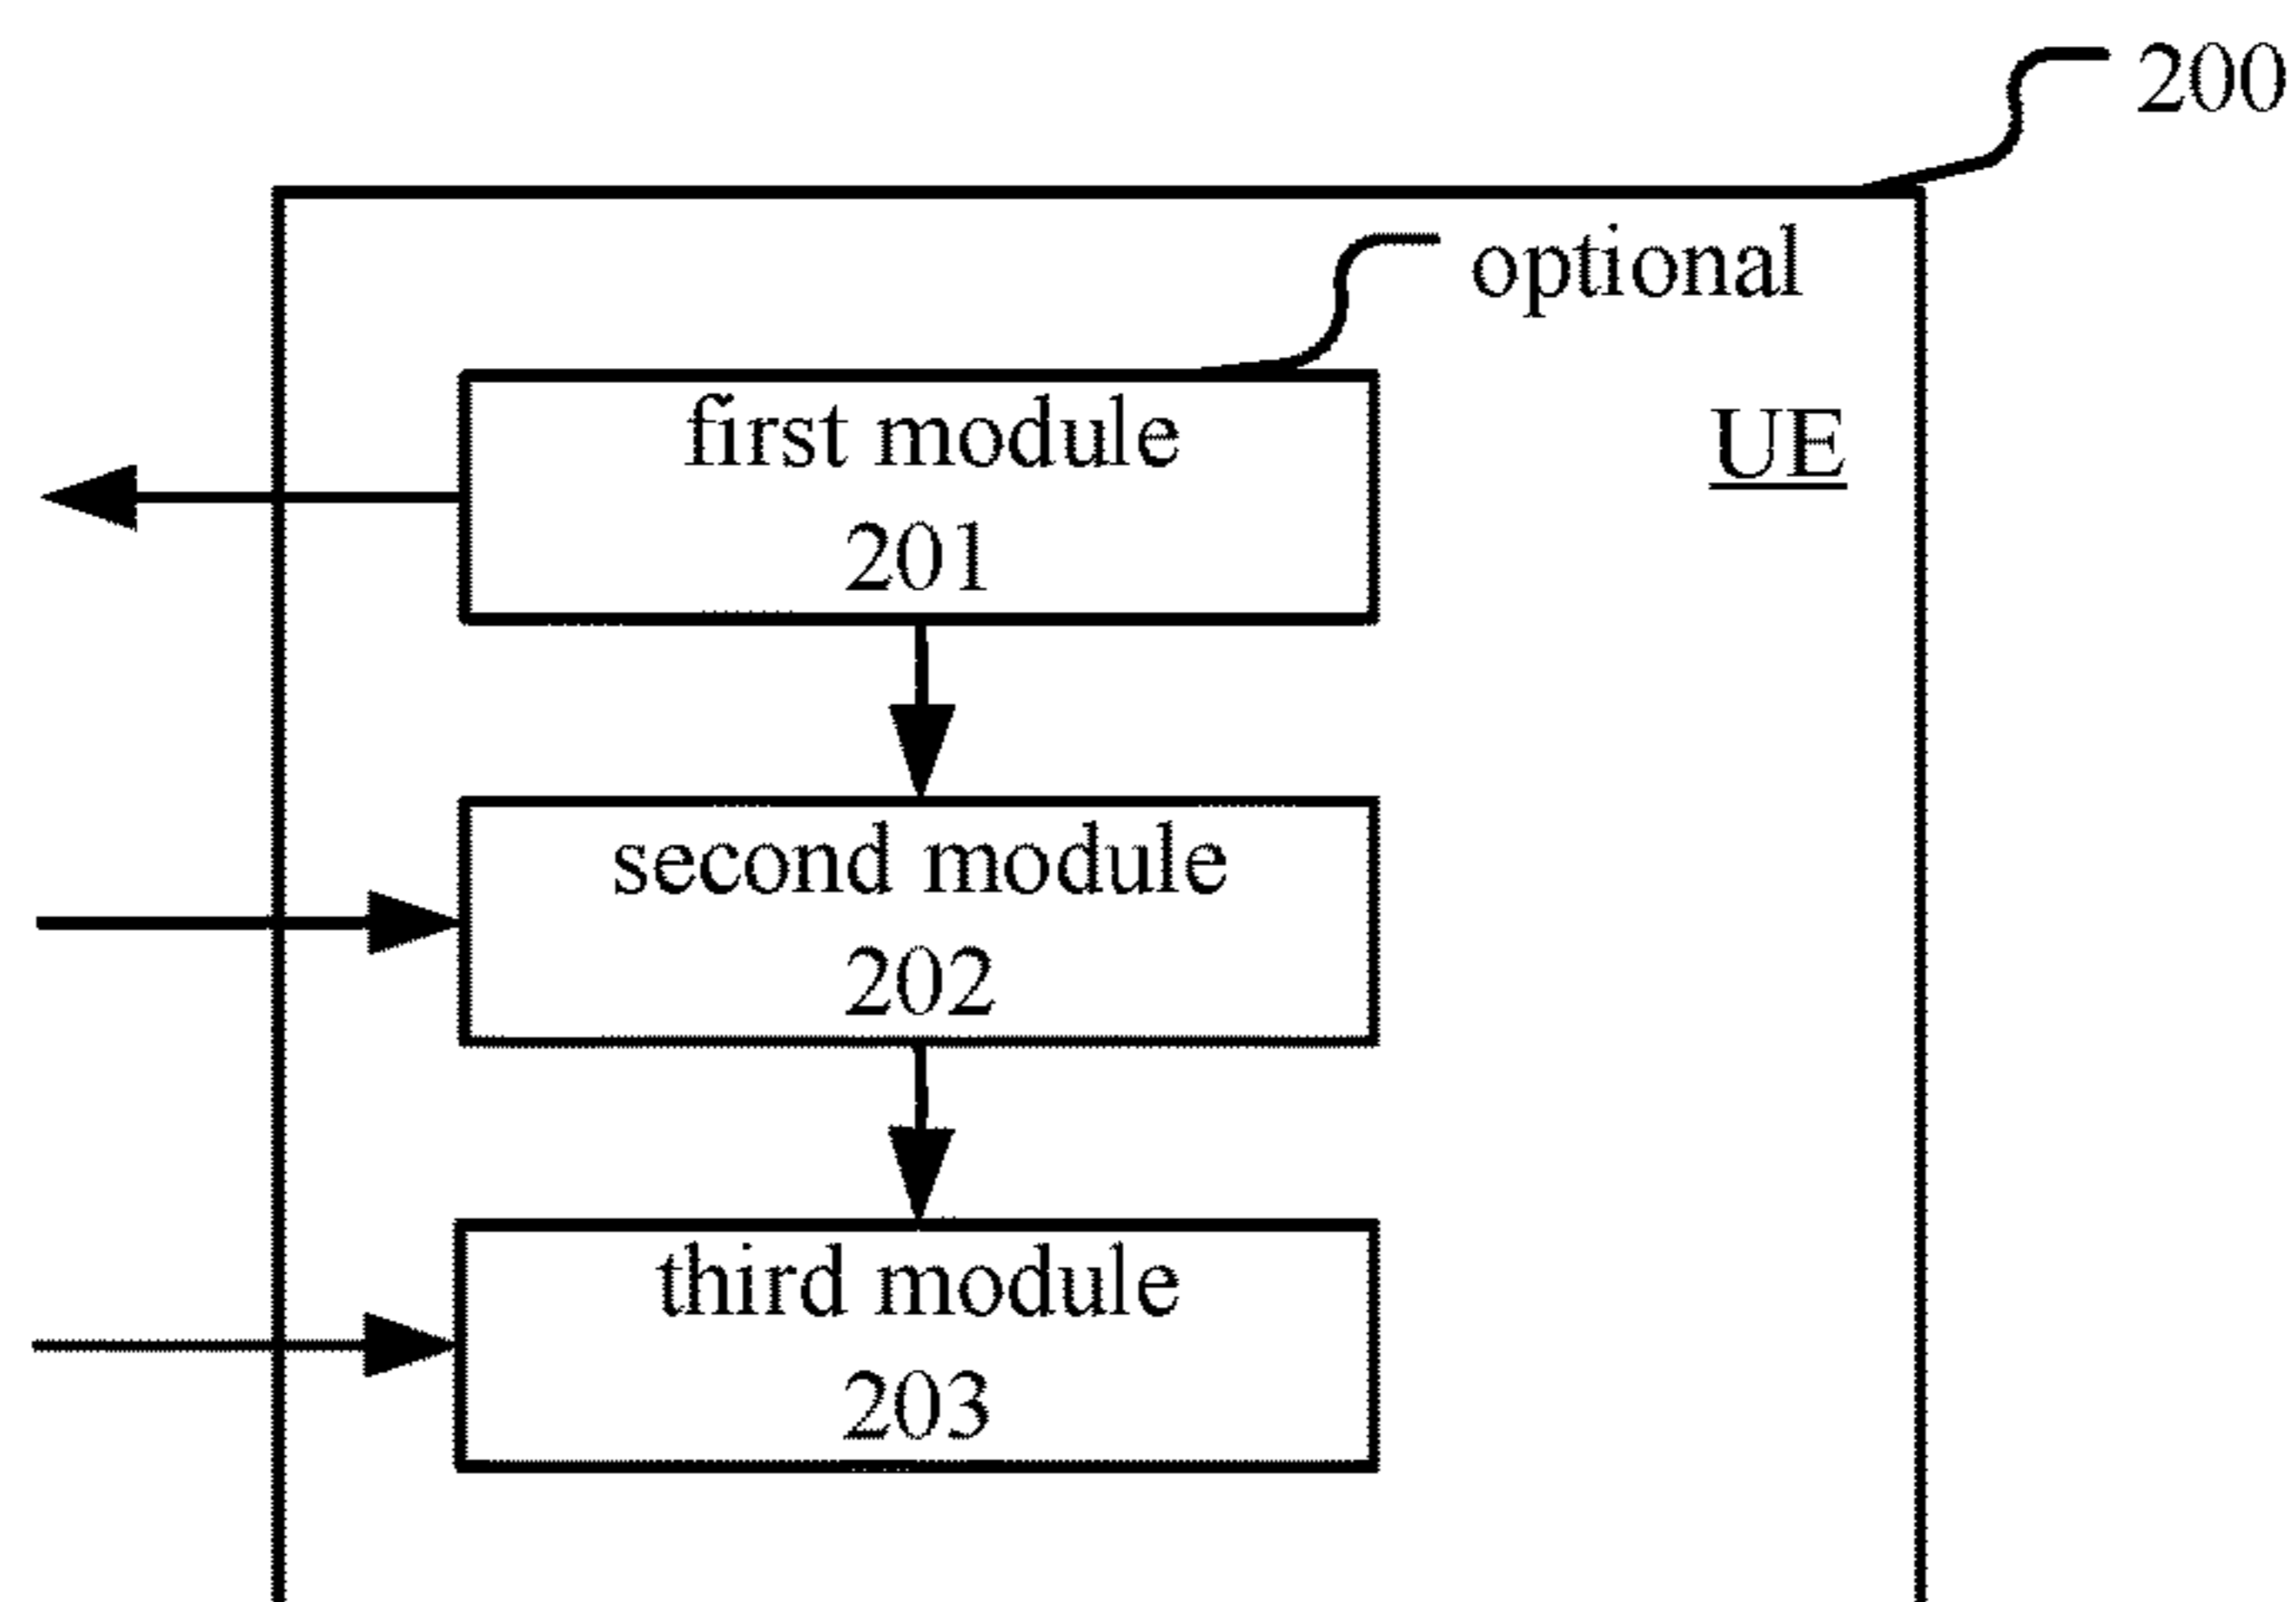 200
optional
first module
201
UE
second module
202
third module
203